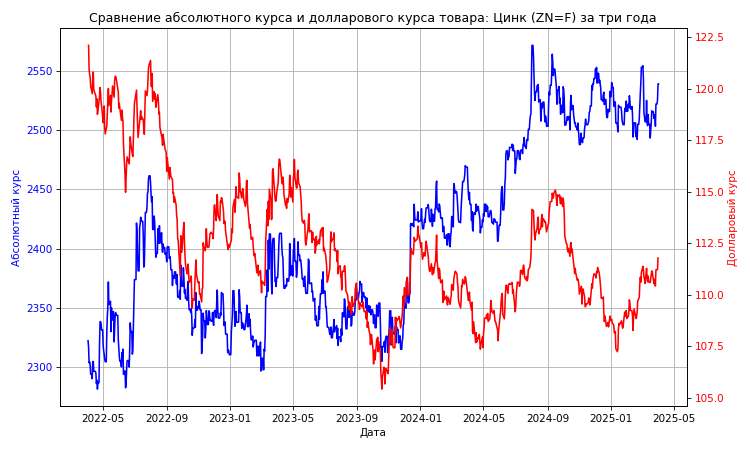 Сравнение абсолютного курса и долларового курса товара: Цинк (ZN=F) за три года
Абсолютный курс
2550
2500
2450
2400
2350
2300
122.5
120.0
117.5
115.0
112.5
110.0
107.5
105.0
Долларовый курс
2022-05 2022-09 2023-01 2023-05 2023-09 2024-01 2024-05 2024-09 2025-01 2025-05
Дата